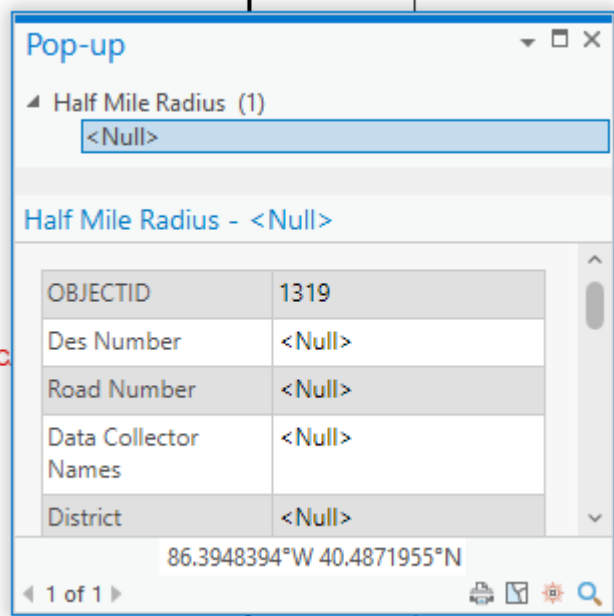 Pop-up
Half Mile Radius (1)
<Null>
Half Mile Radius - <Null>
OBJECTID 1319
Des Number <Null>
Road Number <Null>
Data Collector <Null>
Names
District <Null>
86.3948394°W 40.4871955°N
1 of 1